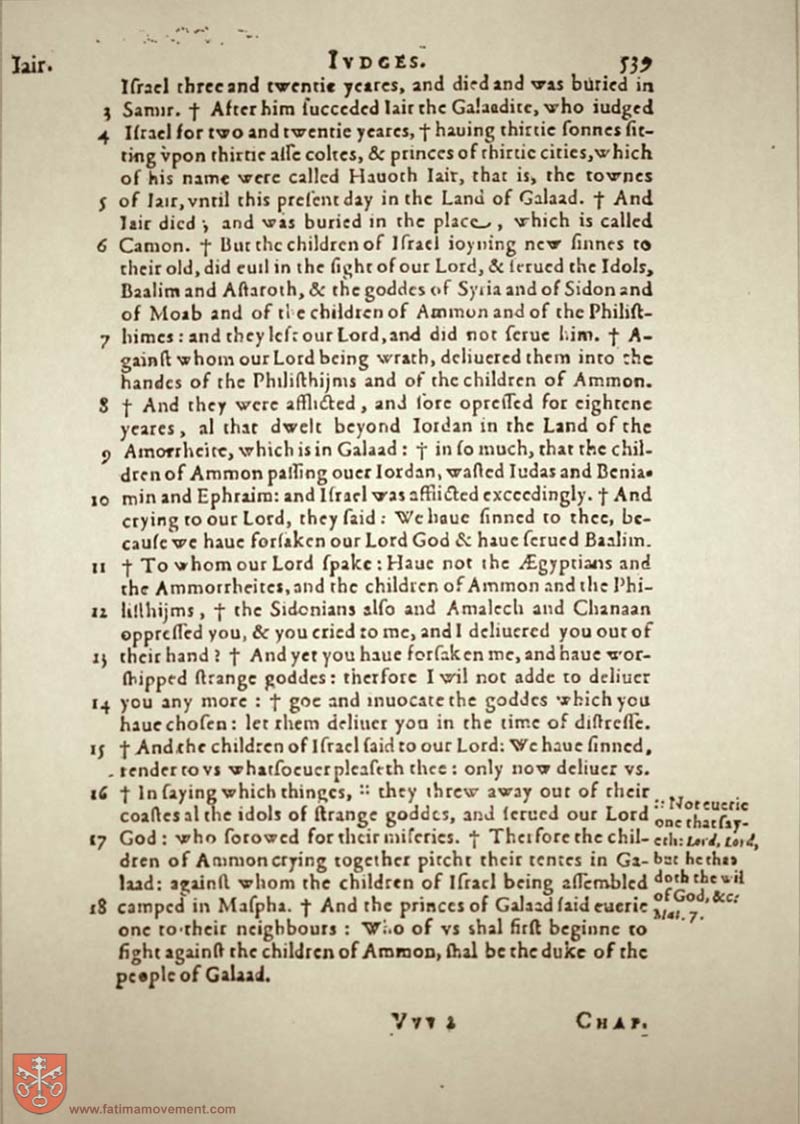 Iair.
IVDGES.
539
Iſrael three and twentie yeares, and died and was buried in
3 Samir. † After him ſucceded Iair the Galaadite, who iudged
4 Iſrael for two and twentie yeares, † hauing thirtie ſonnes ſit-
ting vpon thirtie aſſe coltes, & princes of thirtie cities, which
of his name were called Hauoth Iair, that is, the townes
5 of Iair, vntil this preſent day in the Land of Galaad. † And
Iair died; and was buried in the place, which is called
6 Camon. † But the children of Iſrael ioyning new ſinnes to
their old, did euil in the ſight of our Lord, & ſerued the Idols,
Baalim and Aſtaroth, & the goddes of Syria and of Sidon and
of Moab and of the children of Ammon and of the Philiſt-
7 himes: and they left our Lord, and did not ſerue him. † A-
gainſt whom our Lord being wrath, deliuered them into the
handes of the Philiſthijms and of the children of Ammon.
8 † And they were afflicted, and ſore opreſſed for eightene
yeares, al that dwelt beyond Iordan in the Land of the
9 Amorrheite, which is in Galaad: † in ſo much, that the chil-
dren of Ammon paſſing ouer Iordan, waſted Iudas and Benia-
10 min and Ephraim: and Iſrael was afflicted exceedingly. † And
crying to our Lord, they ſaid: We haue ſinned to thee, be-
cauſe we haue forſaken our Lord God & haue ſerued Baalim.
11 † To whom our Lord ſpake: Haue not the Ægyptians and
the Ammorrheites, and the children of Ammon and the Phi-
12 liſthijms, † the Sidonians alſo and Amalech and Chanaan
oppreſſed you, & you cried to me, and I deliuered you out of
13 their hand? † And yet you haue forſaken me, and haue wor-
ſhipped ſtrange goddes: therfore I wil not adde to deliuer
14 you any more: † goe and inuocate the goddes which you
haue choſen: let them deliuer you in the time of diſtreſſe.
15 † And the children of Iſrael ſaid to our Lord: We haue ſinned,
render to vs whatſoeuer pleaſeth thee: only now deliuer vs.
16 † In ſaying which thinges, :: they threw away out of their
coaſtes al the idols of ſtrange goddes, and ſerued our Lord
17 God: who ſorowed for their miſeries. † Therfore the chil-
dren of Ammon crying together pitcht their tentes in Ga-
laad: againſt whom the children of Iſrael being aſſembled
18 camped in Maſpha. † And the princes of Galaad ſaid euerie
one to their neighbours: Who of vs shal firſt beginne to
fight againſt the children of Ammon, ſhal be the duke of the
people of Galaad.
:: Not euerie
one that ſay-
eth: Lord, Lord,
but he that
doth the wil
of God, &c:
Mat. 7.
Vvv 2
CHAP.
www.fatimamovement.com